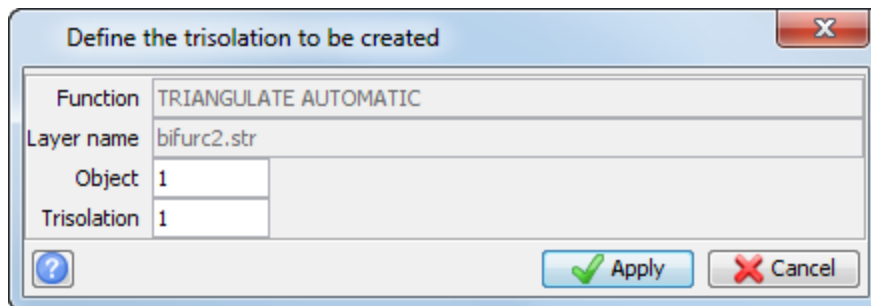 Define the trisolation to be created
Function TRIANGULATE AUTOMATIC
Layer name bifurc2.str
Object 1
Trisolation 1
? Apply Cancel